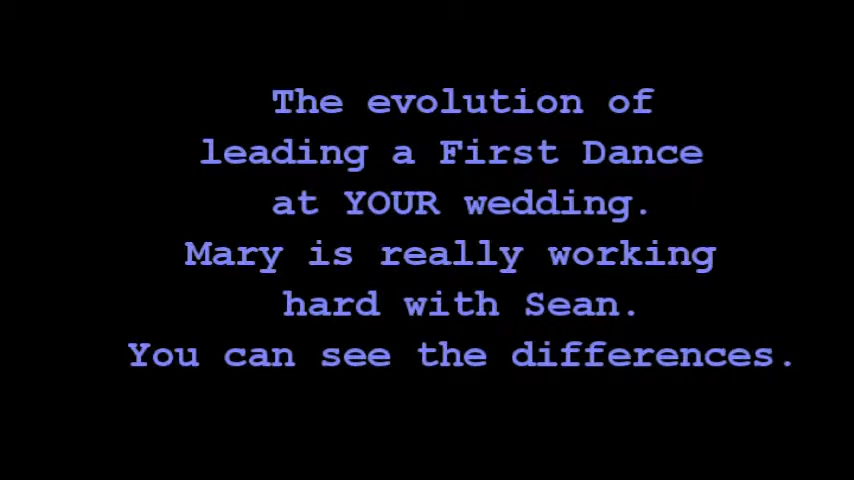 The evolution of
leading a First Dance
at YOUR wedding.
Mary is really working
hard with Sean.
You can see the differences.